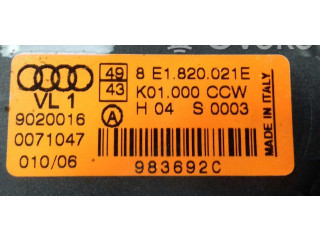 49 8 E1.820.021E
43 K01.000 CCW
VL 1 H 04 S 0003
9020016 A
0071047
010/06
983692C
MADE IN ITALY